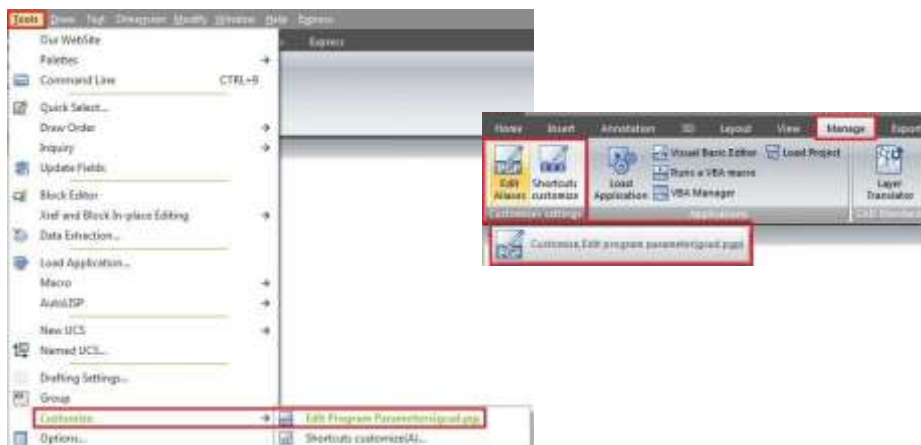 Tools Draw Text Dimension Modify Window Help Express
Our WebSite
Express
Palettes
Command Line CTRL+9
Quick Select...
Draw Order
Inquiry
Update Fields
Block Editor
Xref and Block In-place Editing
Data Extraction...
Load Application...
Macro
AutoLISP
New UCS
Named UCS...
Drafting Settings...
Group
Customize
Edit Program Parameters(gcad.pgp)
Options...
Shortcuts customize(A)...
Home Insert Annotation 3D Layout View Manage Export
Edit Aliases
Shortcuts customize
Load Application
Visual Basic Editor
Load Project
Runs a VBA macro
VBA Manager
Layer Translator
Customize settings
Applications
CAD Standards
Customize,Edit program parameters(gcad.pgp)